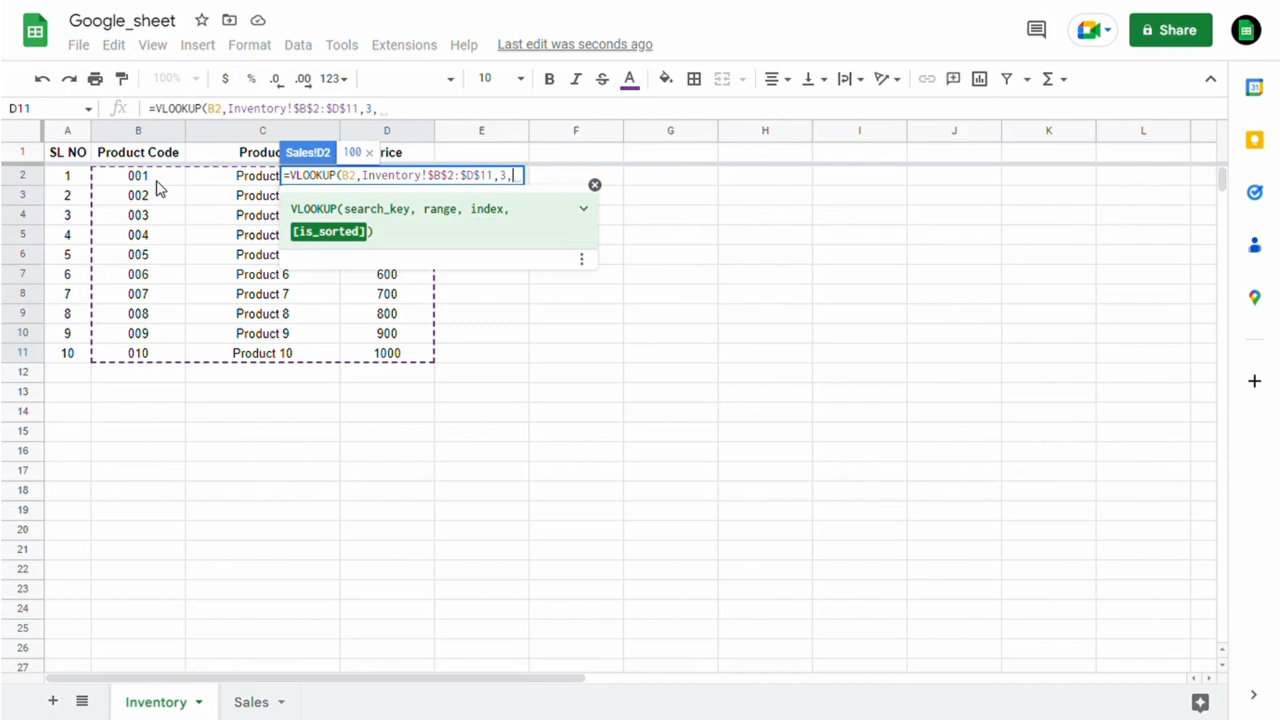 Google_sheet
File Edit View Insert Format Data Tools Extensions Help Last edit was seconds ago
Share
100% $ % .0 .00 123 10 B I S A Σ
D11 fx =VLOOKUP(B2,Inventory!$B$2:$D$11,3,
A B C D E F G H I J K L
1 SL NO Product Code Produc Sales!D2 100 × rice
2 1 001 Product =VLOOKUP(B2,Inventory!$B$2:$D$11,3,
3 2 002 Product
4 3 003 Product VLOOKUP(search_key, range, index,
5 4 004 Product [is_sorted])
6 5 005 Product
7 6 006 Product 6 600
8 7 007 Product 7 700
9 8 008 Product 8 800
10 9 009 Product 9 900
11 10 010 Product 10 1000
12
13
14
15
16
17
18
19
20
21
22
23
24
25
26
27
Inventory Sales
31